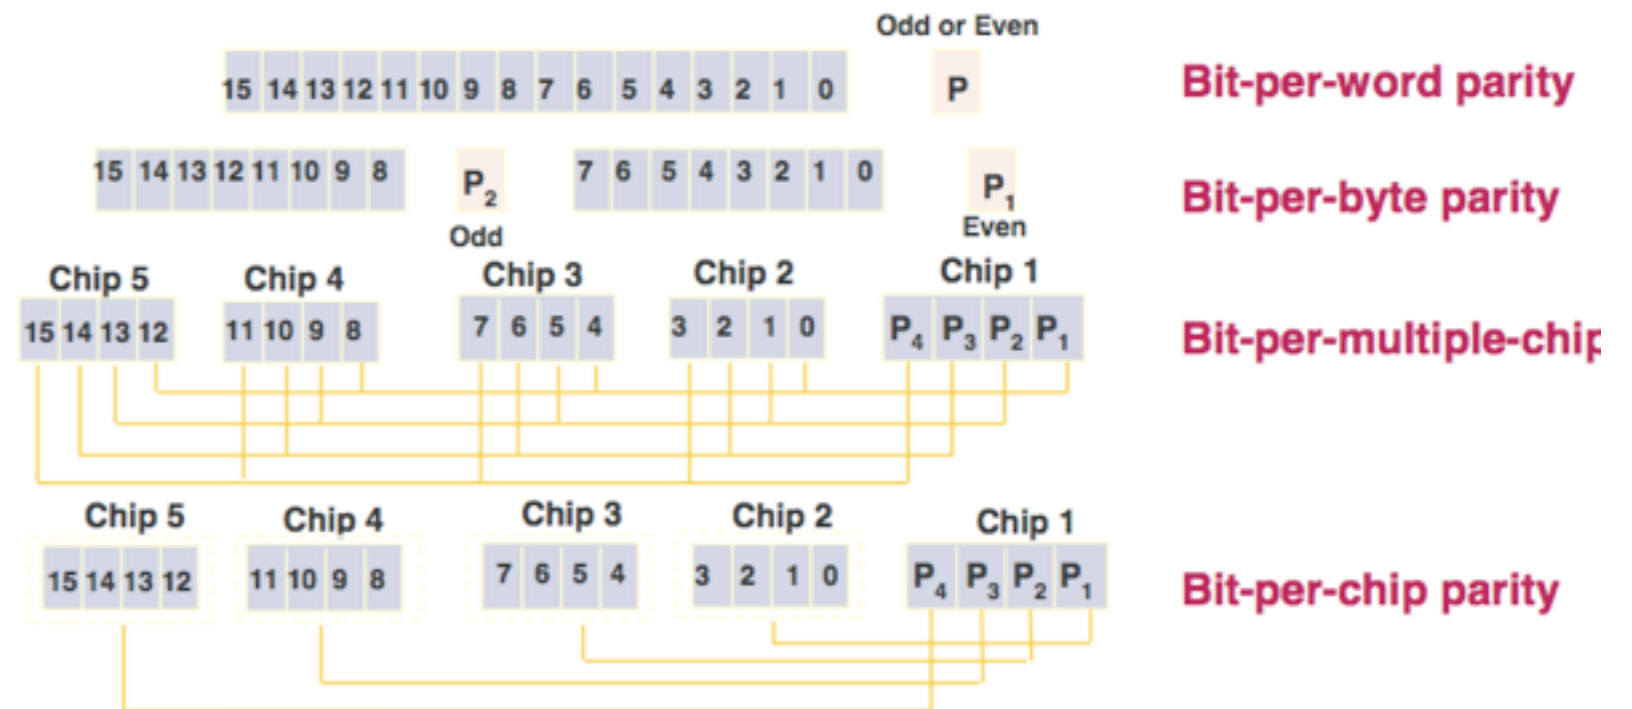 Odd or Even
15 14 13 12 11 10 9 8 7 6 5 4 3 2 1 0 P Bit-per-word parity
15 14 13 12 11 10 9 8 P2 7 6 5 4 3 2 1 0 P1 Bit-per-byte parity
Odd Even
Chip 5 Chip 4 Chip 3 Chip 2 Chip 1
15 14 13 12 11 10 9 8 7 6 5 4 3 2 1 0 P4 P3 P2 P1 Bit-per-multiple-chip
Chip 5 Chip 4 Chip 3 Chip 2 Chip 1
15 14 13 12 11 10 9 8 7 6 5 4 3 2 1 0 P4 P3 P2 P1 Bit-per-chip parity